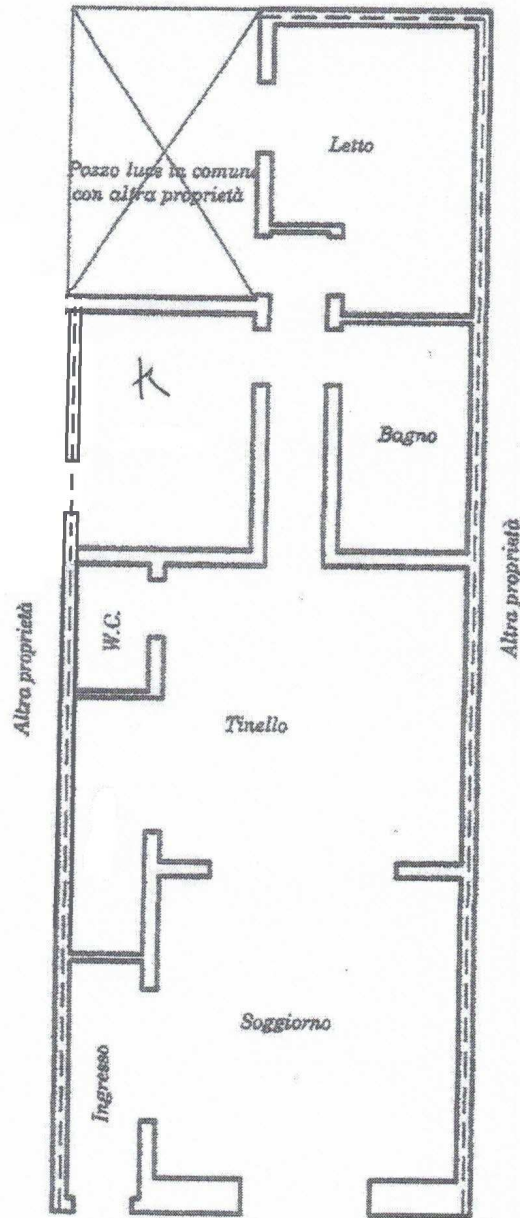 Letto
Pozzo luce in comune
con altra proprietà
K
Bagno
Altra proprietà
W.C.
Altra proprietà
Tinello
Soggiorno
Ingresso